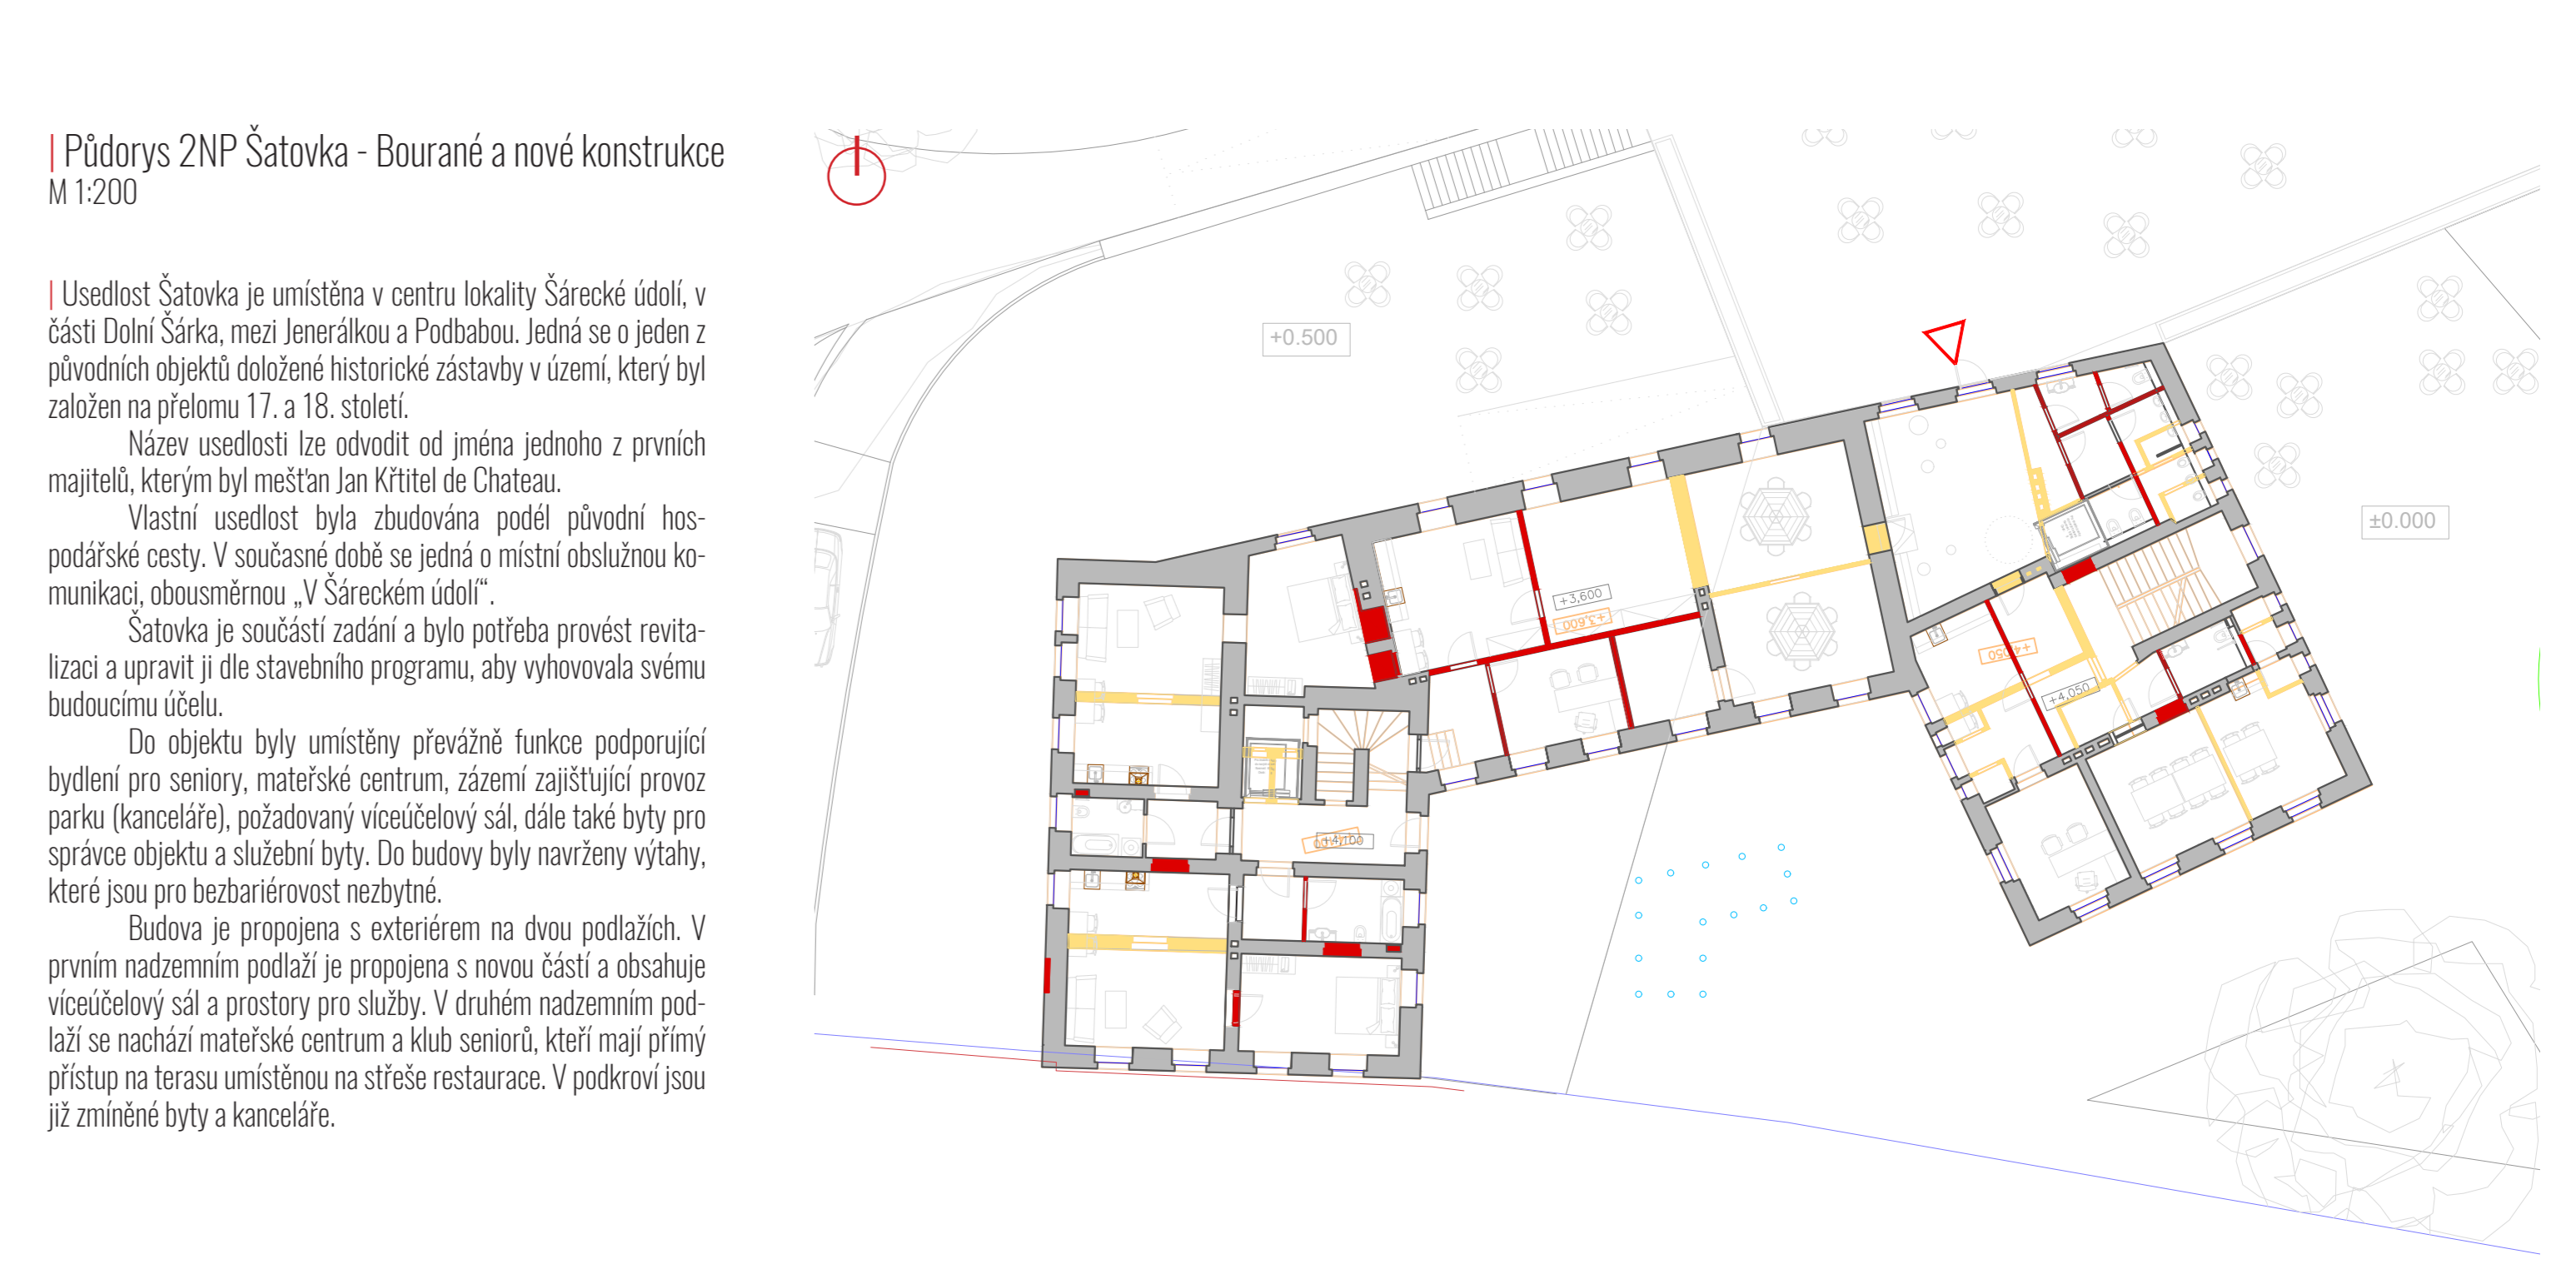 | Půdorys 2NP Šatovka - Bourané a nové konstrukce
M 1:200
| Usedlost Šatovka je umístěna v centru lokality Šárecké údolí, v
části Dolní Šárka, mezi Jenerálkou a Podbabou. Jedná se o jeden z
původních objektů doložené historické zástavby v území, který byl
založen na přelomu 17. a 18. století.
Název usedlosti lze odvodit od jména jednoho z prvních
majitelů, kterým byl mešťan Jan Křtitel de Chateau.
Vlastní usedlost byla zbudována podél původní hos-
podářské cesty. V současné době se jedná o místní obslužnou ko-
munikaci, obousměrnou „V Šáreckém údolí“.
Šatovka je součástí zadání a bylo potřeba provést revita-
lizaci a upravit ji dle stavebního programu, aby vyhovovala svému
budoucímu účelu.
Do objektu byly umístěny převážně funkce podporující
bydlení pro seniory, mateřské centrum, zázemí zajišťující provoz
parku (kanceláře), požadovaný víceúčelový sál, dále také byty pro
správce objektu a služební byty. Do budovy byly navrženy výtahy,
které jsou pro bezbariérovost nezbytné.
Budova je propojena s exteriérem na dvou podlažích. V
prvním nadzemním podlaží je propojena s novou částí a obsahuje
víceúčelový sál a prostory pro služby. V druhém nadzemním pod-
laží se nachází mateřské centrum a klub seniorů, kteří mají přímý
přístup na terasu umístěnou na střeše restaurace. V podkroví jsou
již zmíněné byty a kanceláře.
+0.500
±0.000
+3,600
+3,600
+4,050
+4,050
+4,100